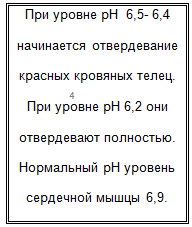 При уровне pH 6,5- 6,4
начинается отвердевание
красных кровяных телец.
4
При уровне pH 6,2 они
отвердевают полностью.
Нормальный pH уровень
сердечной мышцы 6,9.